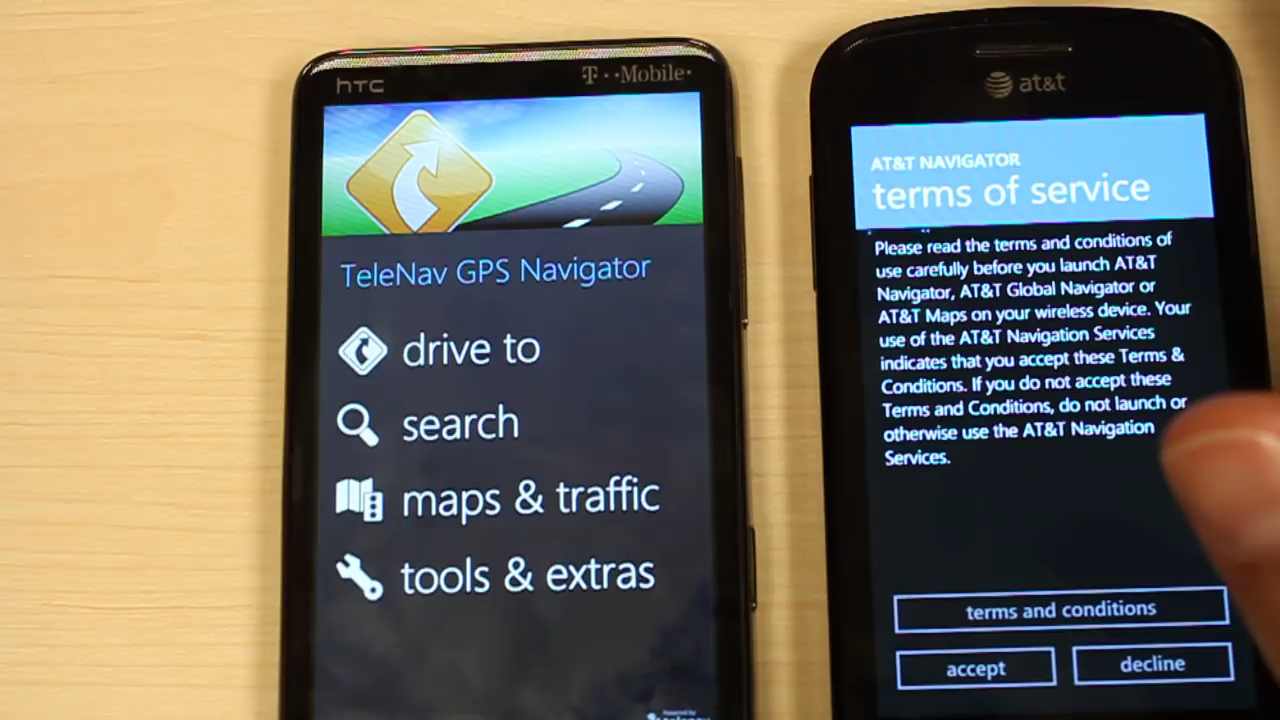 hTC
T··Mobile·
TeleNav GPS Navigator
drive to
search
maps & traffic
tools & extras
Powered by
at&t
AT&T NAVIGATOR
terms of service
Please read the terms and conditions of
use carefully before you launch AT&T
Navigator, AT&T Global Navigator or
AT&T Maps on your wireless device. Your
use of the AT&T Navigation Services
indicates that you accept these Terms &
Conditions. If you do not accept these
Terms and Conditions, do not launch or
otherwise use the AT&T Navigation
Services.
terms and conditions
accept
decline